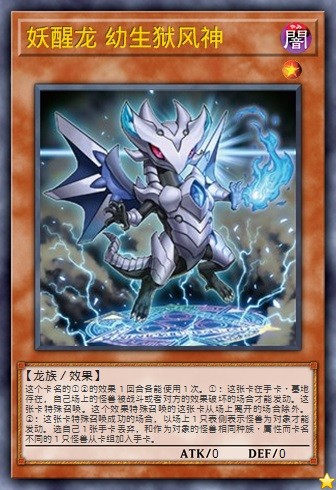 妖醒龙 幼生狱风神
闇
【龙族／效果】
这个卡名的①②的效果1回合各能使用1次。①：这张卡在手卡·墓地
存在，自己场上的怪兽被战斗或者对方的效果破坏的场合才能发动。这
张卡特殊召唤。这个效果特殊召唤的这张卡从场上离开的场合除外。
②：这张卡特殊召唤成功的场合，以场上1只表侧表示怪兽为对象才能
发动。选自己1张手卡丢弃，和作为对象的怪兽相同种族·属性而卡名
不同的1只怪兽从卡组加入手卡。
ATK/0 DEF/0